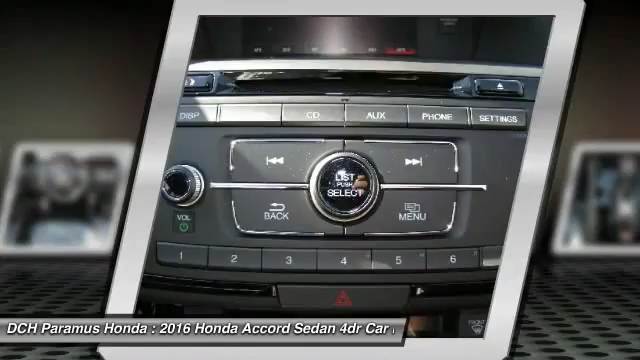 DISP CD AUX PHONE SETTINGS
LIST
PUSH
SELECT
VOL
BACK
MENU
1 2 3 4 5 6
FRONT
DCH Paramus Honda : 2016 Honda Accord Sedan 4dr Car